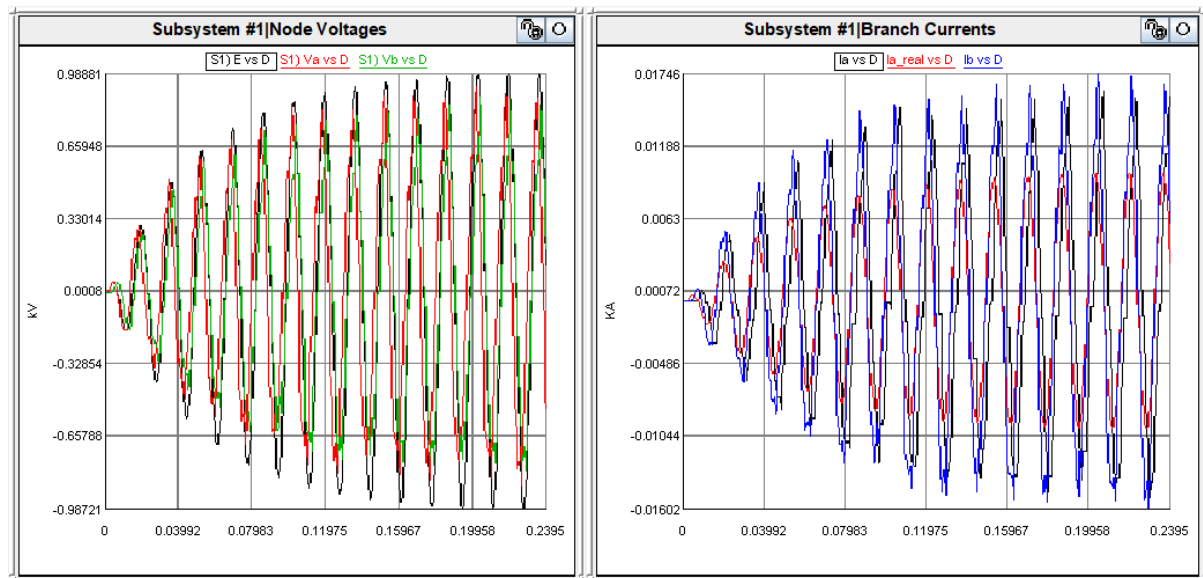 Subsystem #1|Node Voltages
S1) E vs D S1) Va vs D S1) Vb vs D
0.98881
0.65948
0.33014
0.0008
-0.32854
-0.65788
-0.98721
kV
0 0.03992 0.07983 0.11975 0.15967 0.19958 0.2395
Subsystem #1|Branch Currents
Ia vs D Ia_real vs D Ib vs D
0.01746
0.01188
0.0063
0.00072
-0.00486
-0.01044
-0.01602
KA
0 0.03992 0.07983 0.11975 0.15967 0.19958 0.2395